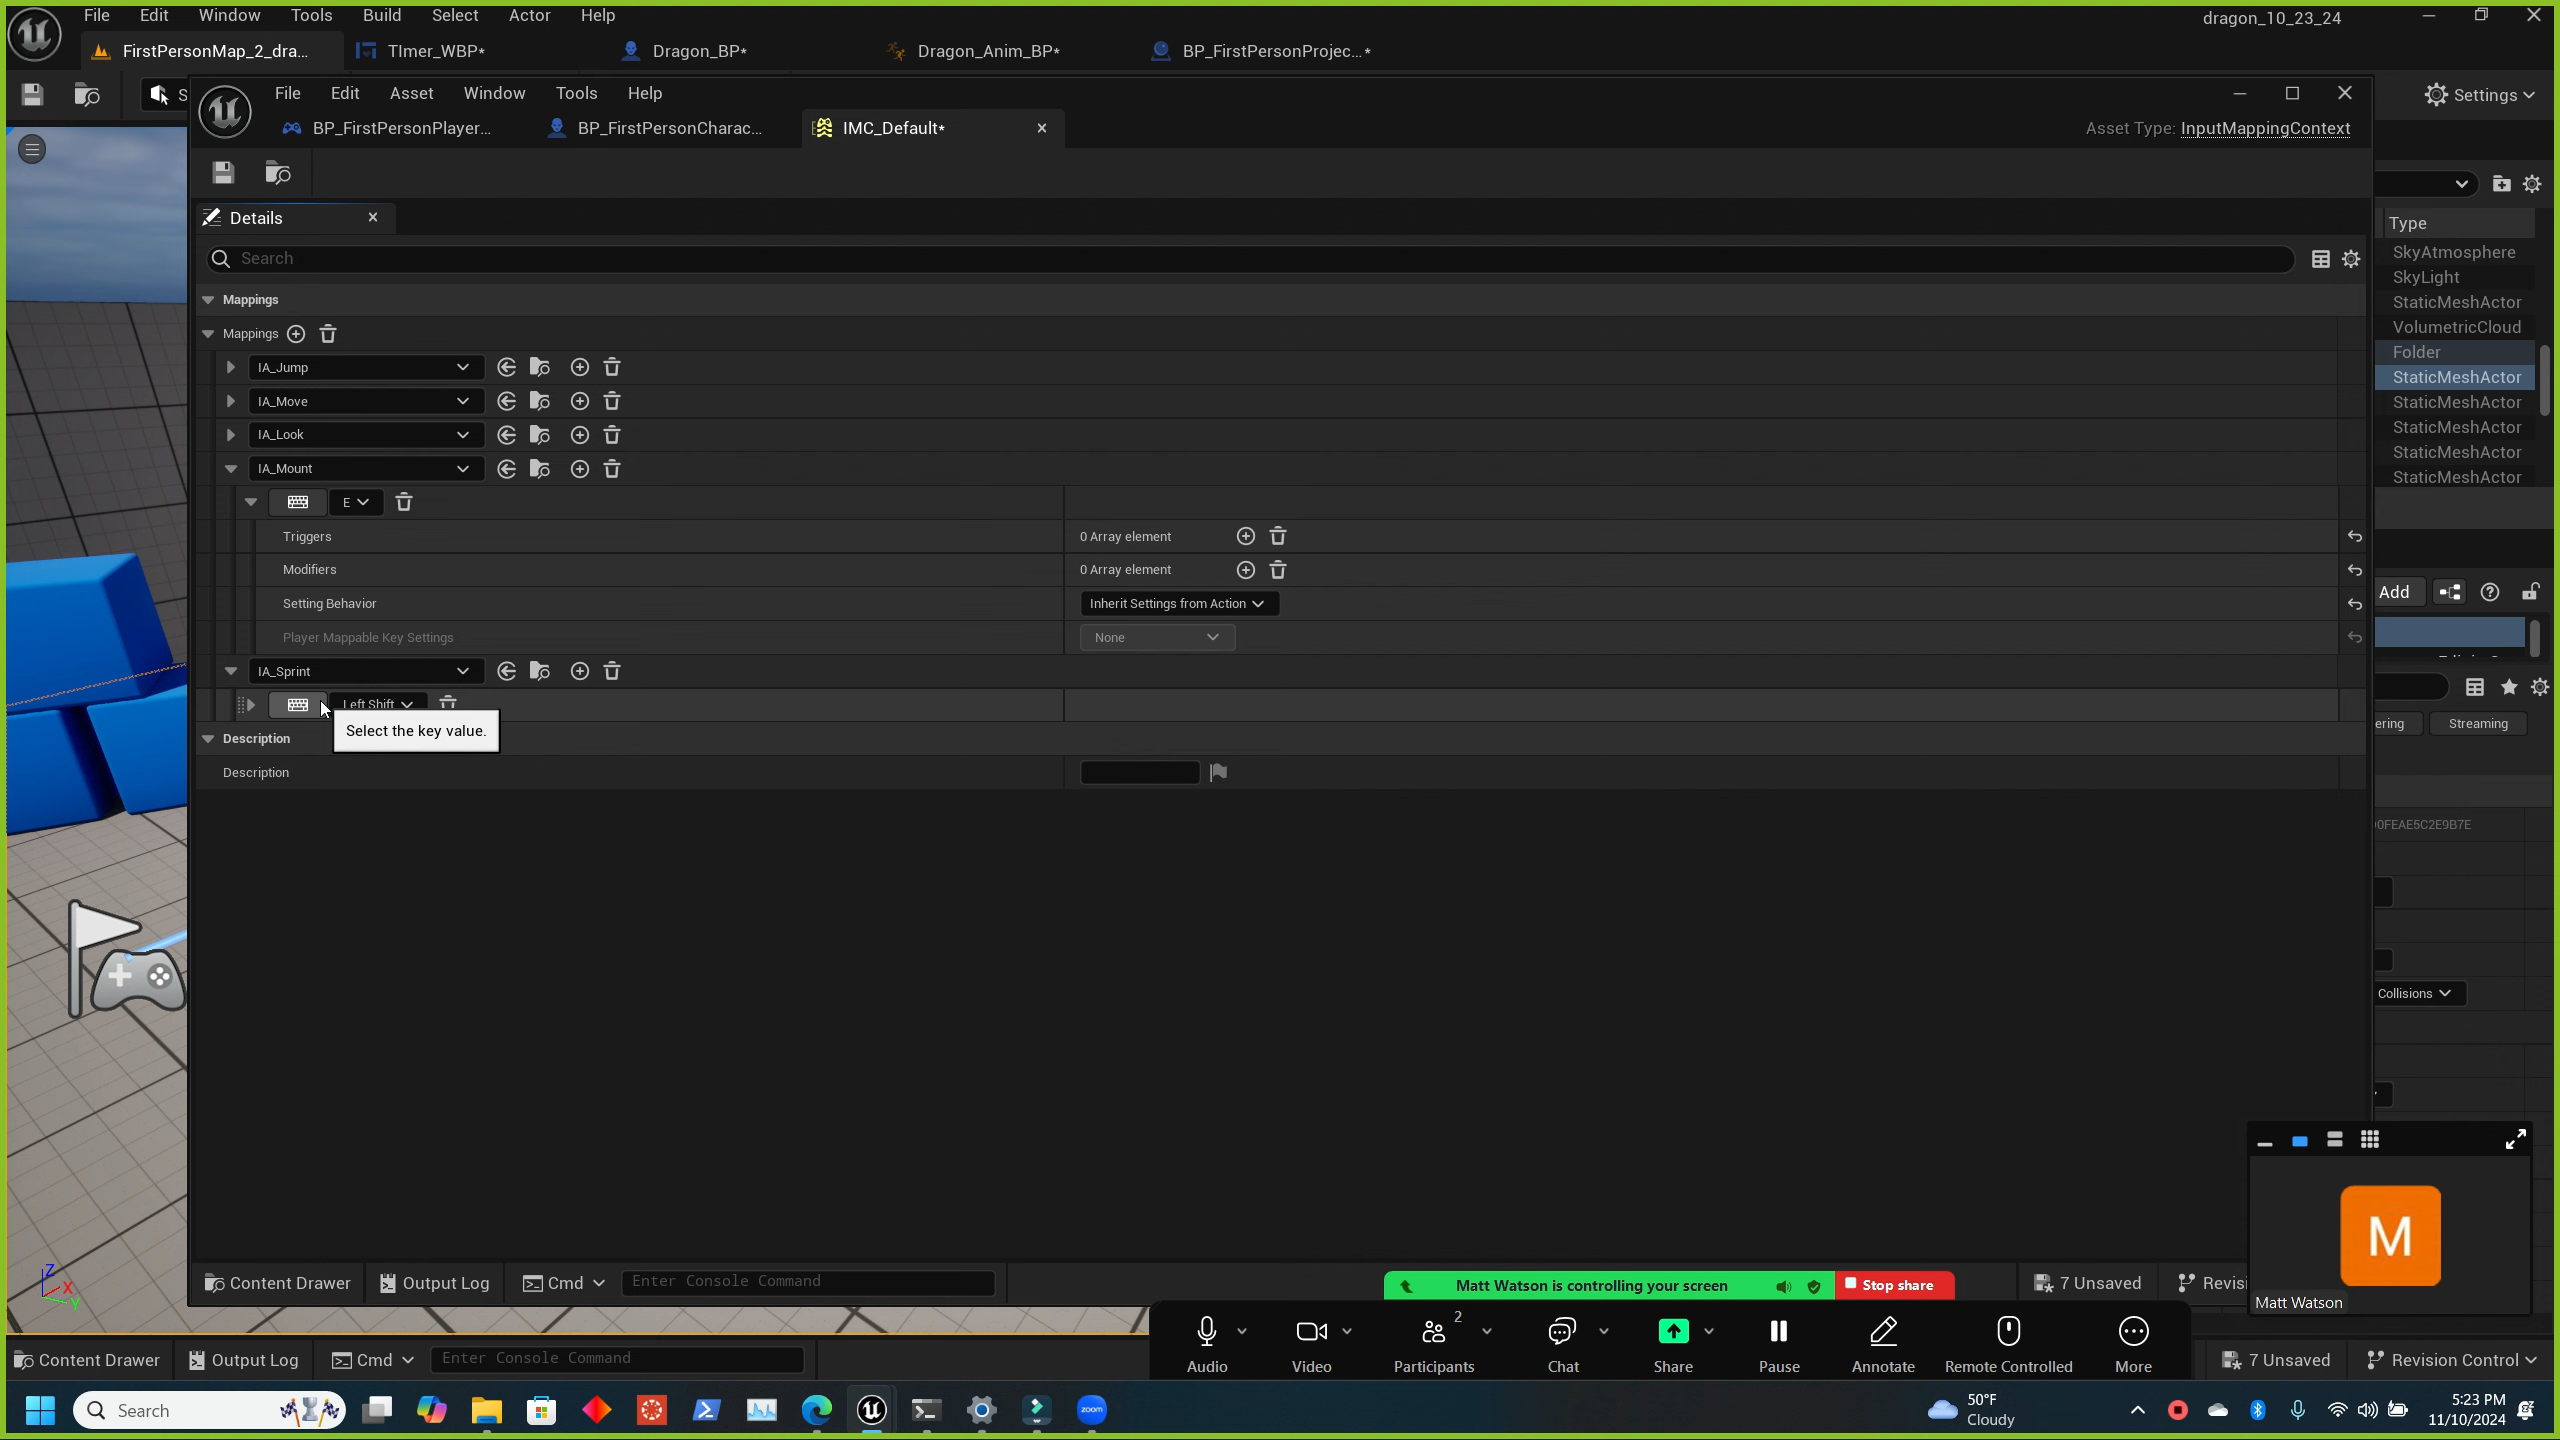 File Edit Window Tools Build Select Actor Help
dragon_10_23_24
FirstPersonMap_2_dra...
TImer_WBP*
Dragon_BP*
Dragon_Anim_BP*
BP_FirstPersonProjec...*
S
Settings
File Edit Asset Window Tools Help
BP_FirstPersonPlayer...
BP_FirstPersonCharac...
IMC_Default*
Asset Type: InputMappingContext
Details
Search
Type
SkyAtmosphere
SkyLight
StaticMeshActor
VolumetricCloud
Folder
StaticMeshActor
StaticMeshActor
StaticMeshActor
StaticMeshActor
StaticMeshActor
Mappings
Mappings
IA_Jump
IA_Move
IA_Look
IA_Mount
E
Triggers 0 Array element
Modifiers 0 Array element
Setting Behavior Inherit Settings from Action
Player Mappable Key Settings None
IA_Sprint
Left Shift
Select the key value.
Description
Description
Add
ering Streaming
0FEAE5C2E9B7E
Collisions
Z
X
Y
M
Matt Watson
Content Drawer Output Log Cmd Enter Console Command
Matt Watson is controlling your screen
Stop share
7 Unsaved
Revisi
2
Audio Video Participants Chat Share Pause Annotate Remote Controlled More
Content Drawer Output Log Cmd Enter Console Command
7 Unsaved Revision Control
Search
zoom
50°F
Cloudy
5:23 PM
11/10/2024